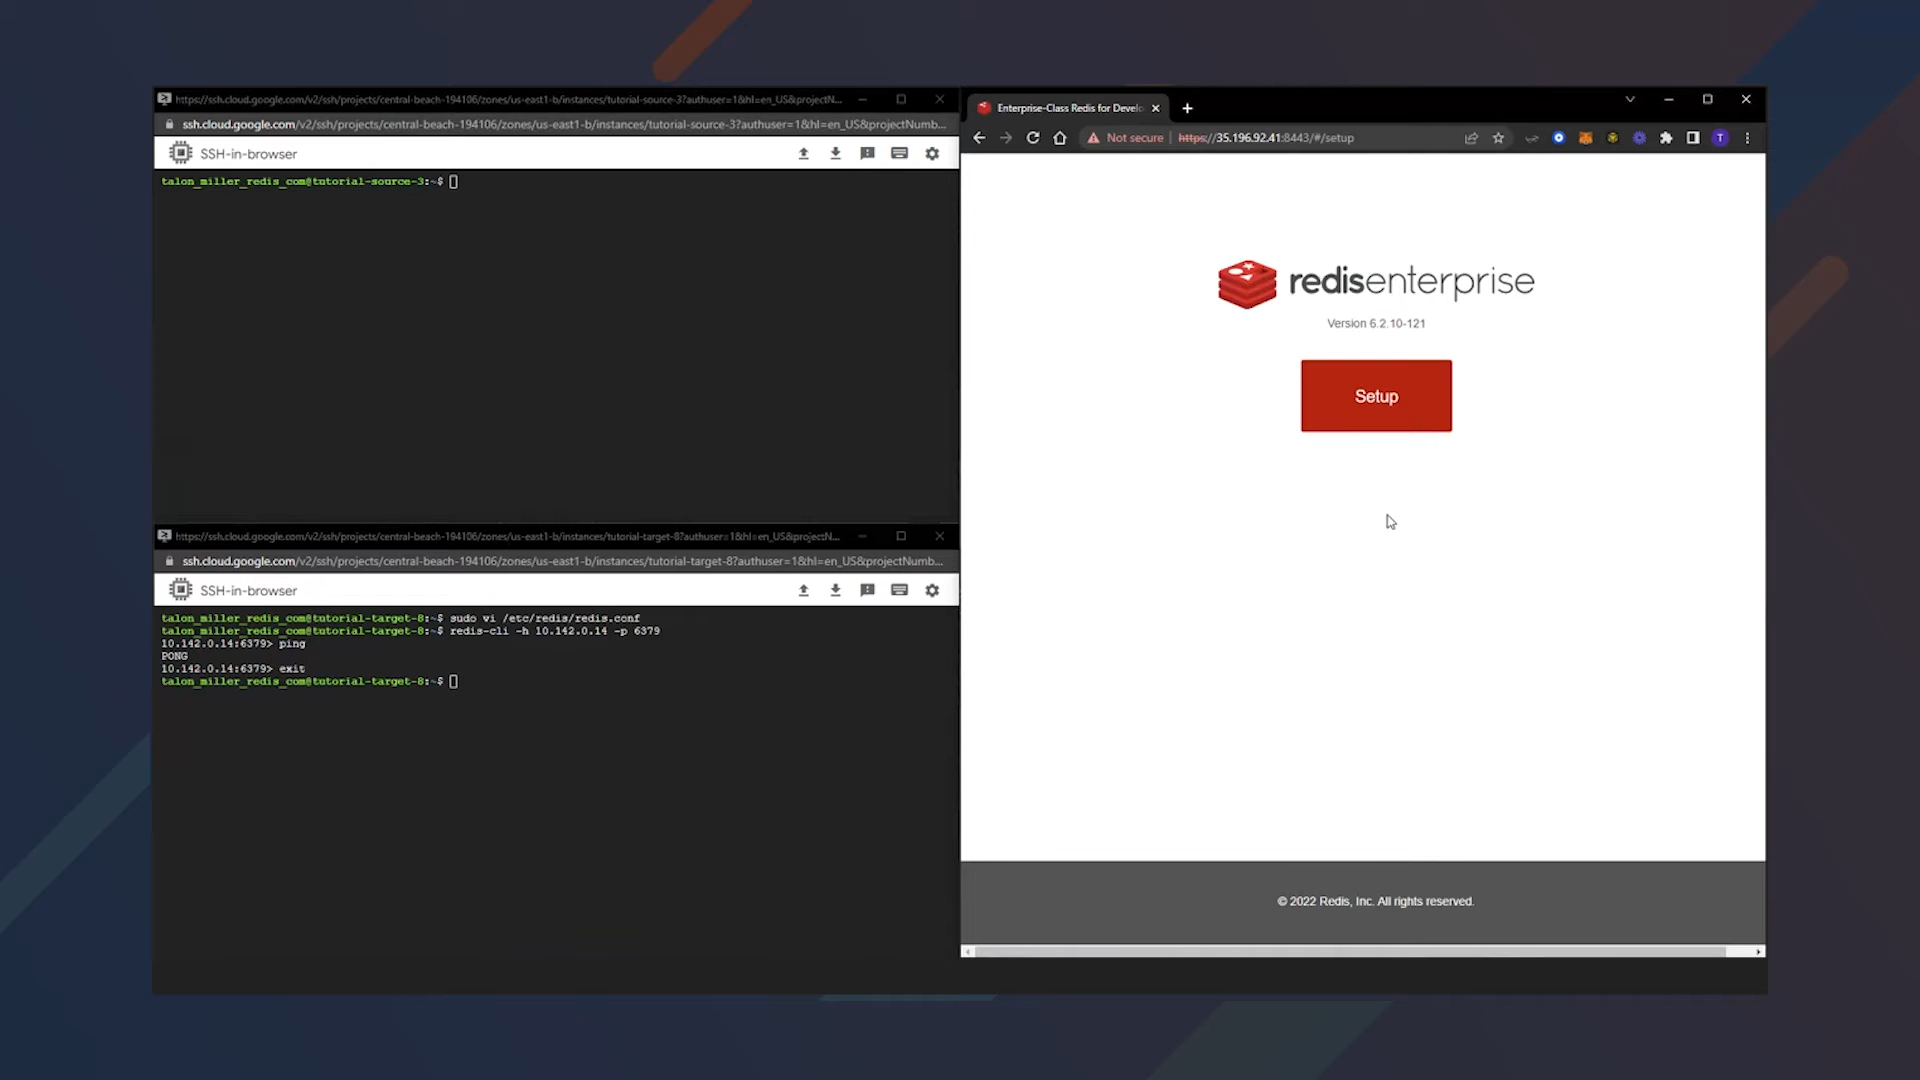 https://ssh.cloud.google.com/v2/ssh/projects/central-beach-194106/zones/us-east1-b/instances/tutorial-source-3?authuser=1&hl=en_US&projectN...
ssh.cloud.google.com/v2/ssh/projects/central-beach-194106/zones/us-east1-b/instances/tutorial-source-3?authuser=1&hl=en_US&projectNumb...
SSH-in-browser
talon_miller_redis_com@tutorial-source-3:~$
https://ssh.cloud.google.com/v2/ssh/projects/central-beach-194106/zones/us-east1-b/instances/tutorial-target-8?authuser=1&hl=en_US&projectN...
ssh.cloud.google.com/v2/ssh/projects/central-beach-194106/zones/us-east1-b/instances/tutorial-target-8?authuser=1&hl=en_US&projectNumb...
SSH-in-browser
talon_miller_redis_com@tutorial-target-8:~$ sudo vi /etc/redis/redis.conf
talon_miller_redis_com@tutorial-target-8:~$ redis-cli -h 10.142.0.14 -p 6379
10.142.0.14:6379> ping
PONG
10.142.0.14:6379> exit
talon_miller_redis_com@tutorial-target-8:~$
Enterprise-Class Redis for Develo
Not secure | https://35.196.92.41:8443/#/setup
T
redisenterprise
Version 6.2.10-121
Setup
© 2022 Redis, Inc. All rights reserved.